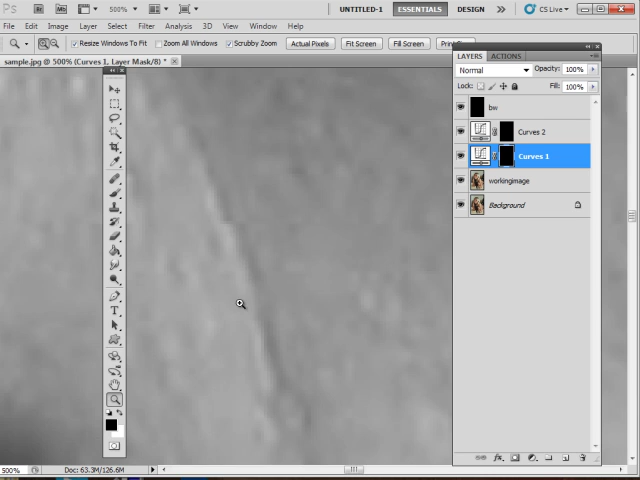 Ps Br Mb 500% UNTITLED-1 ESSENTIALS DESIGN >> CS Live
File Edit Image Layer Select Filter Analysis 3D View Window Help
Resize Windows To Fit Zoom All Windows Scrubby Zoom Actual Pixels Fit Screen Fill Screen
sample.jpg @ 500% (Curves 1, Layer Mask/8) *
LAYERS ACTIONS
Normal Opacity: 100%
Lock: Fill: 100%
bw
Curves 2
Curves 1
workingimage
Background
500% Doc: 63.3M/126.6M